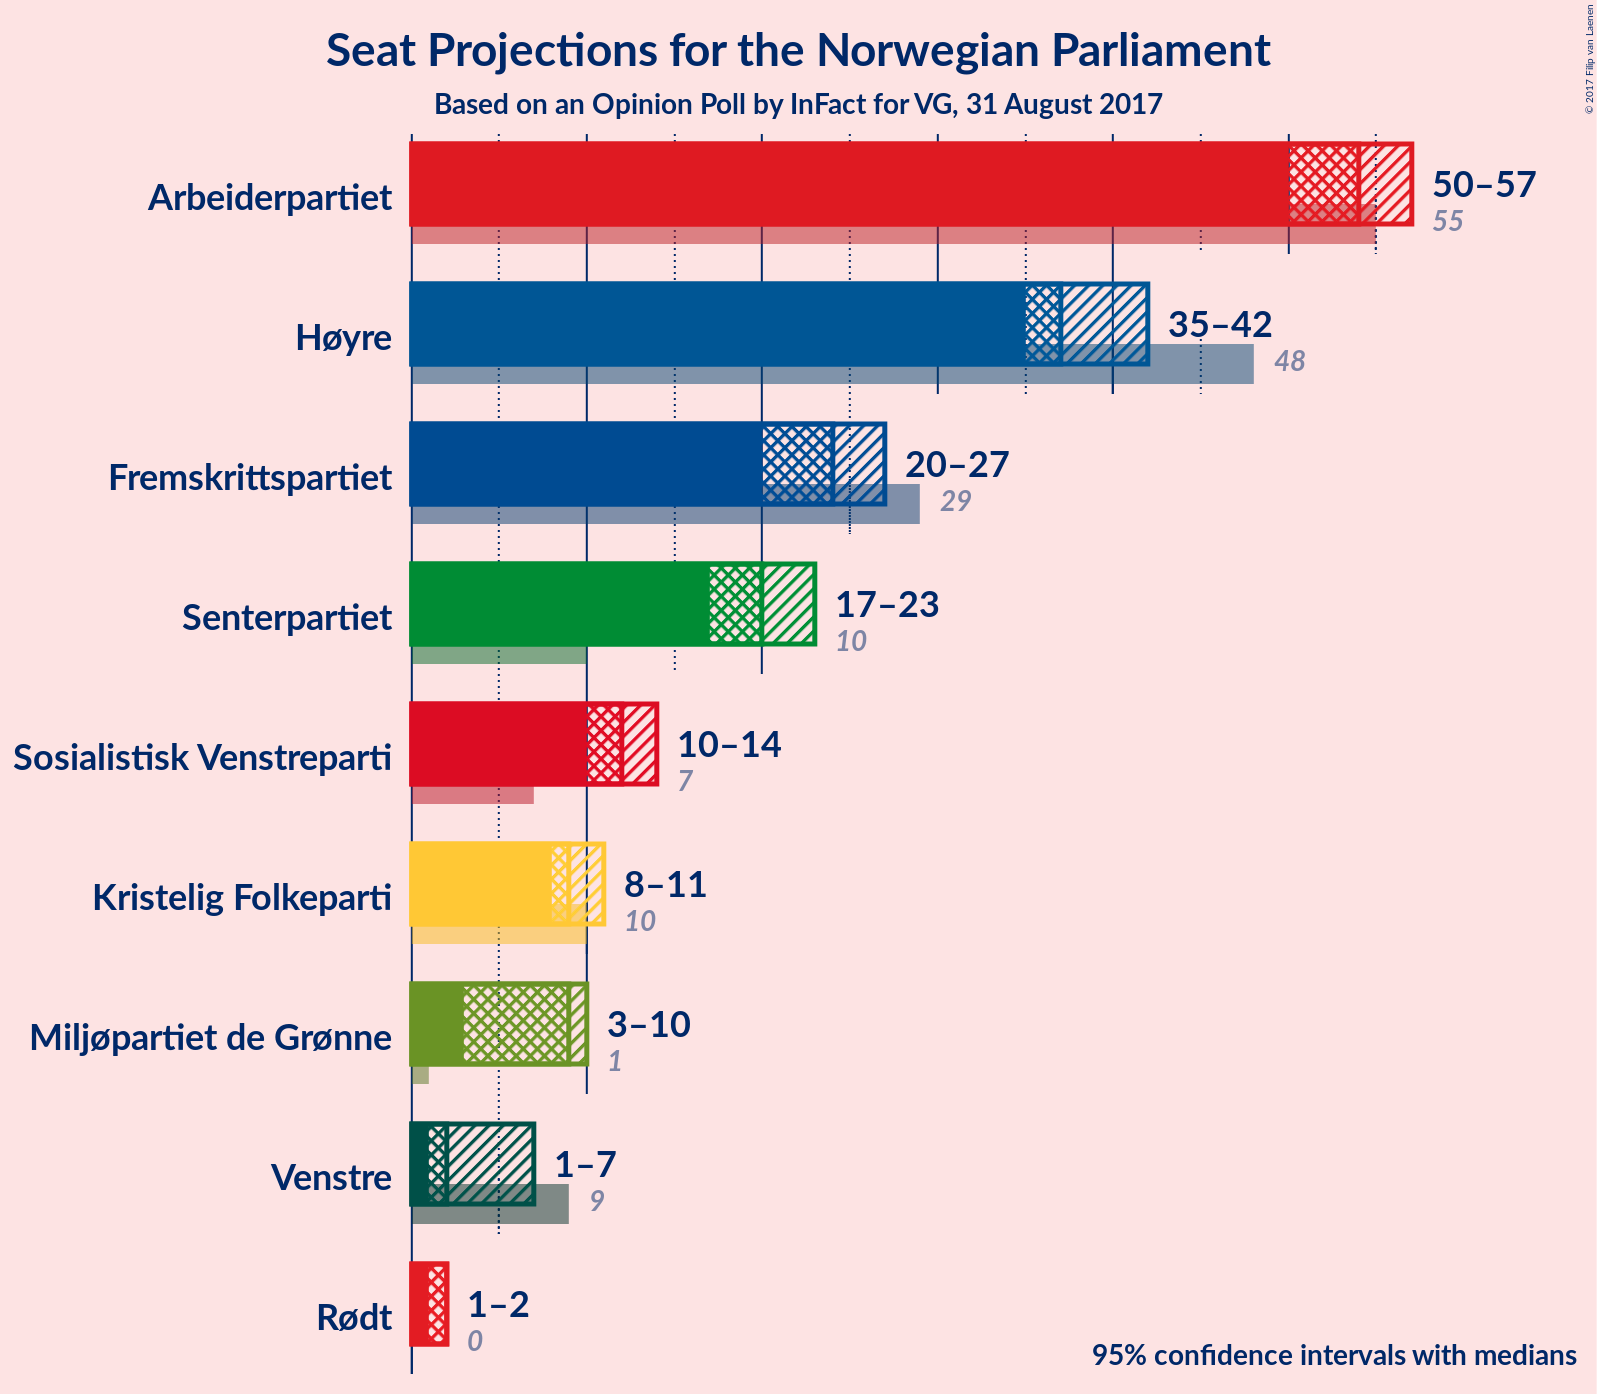 Seat Projections for the Norwegian Parliament
Based on an Opinion Poll by InFact for VG, 31 August 2017
© 2017 Filip van Laenen
Arbeiderpartiet
50–57
55
Høyre
35–42
48
Fremskrittspartiet
20–27
29
Senterpartiet
17–23
10
Sosialistisk Venstreparti
10–14
7
Kristelig Folkeparti
8–11
10
Miljøpartiet de Grønne
3–10
1
Venstre
1–7
9
Rødt
1–2
0
95% confidence intervals with medians